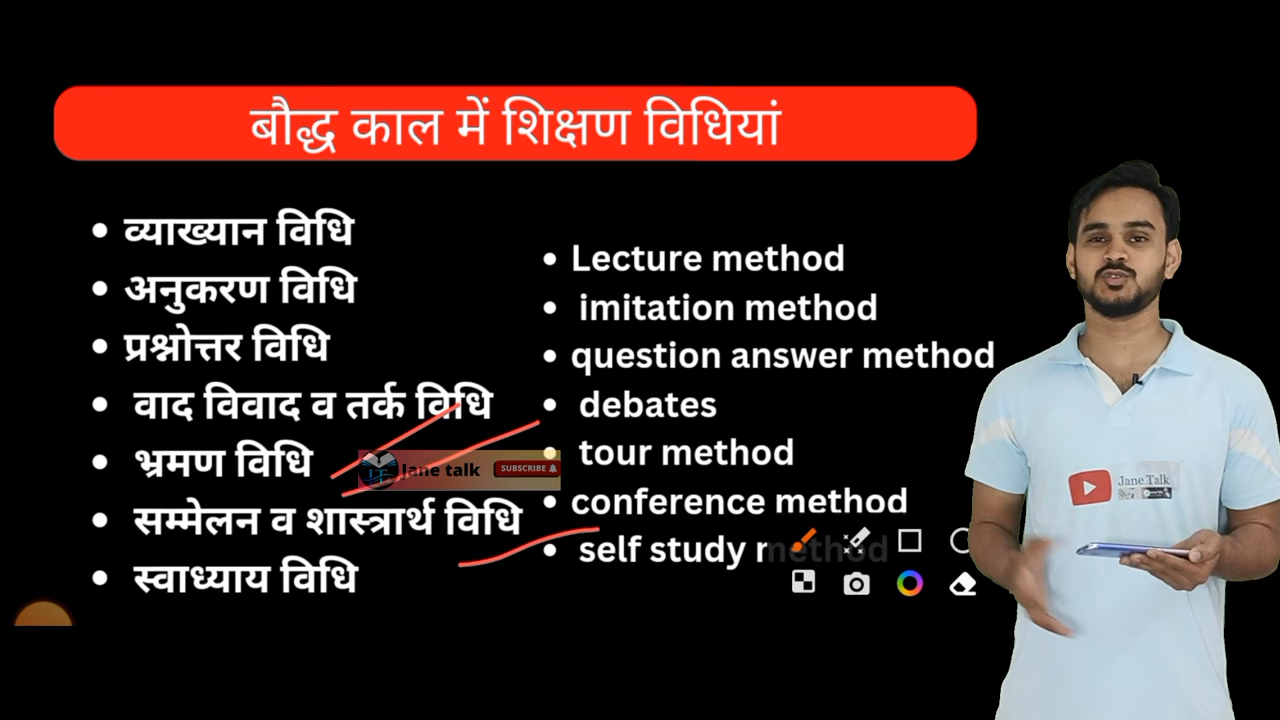 बौद्ध काल में शिक्षण विधियां
व्याख्यान विधि
अनुकरण विधि
प्रश्नोत्तर विधि
वाद विवाद व तर्क विधि
भ्रमण विधि
सम्मेलन व शास्त्रार्थ विधि
स्वाध्याय विधि
Lecture method
imitation method
question answer method
debates
tour method
conference method
self study method
Jane talk
SUBSCRIBE
Jane Talk